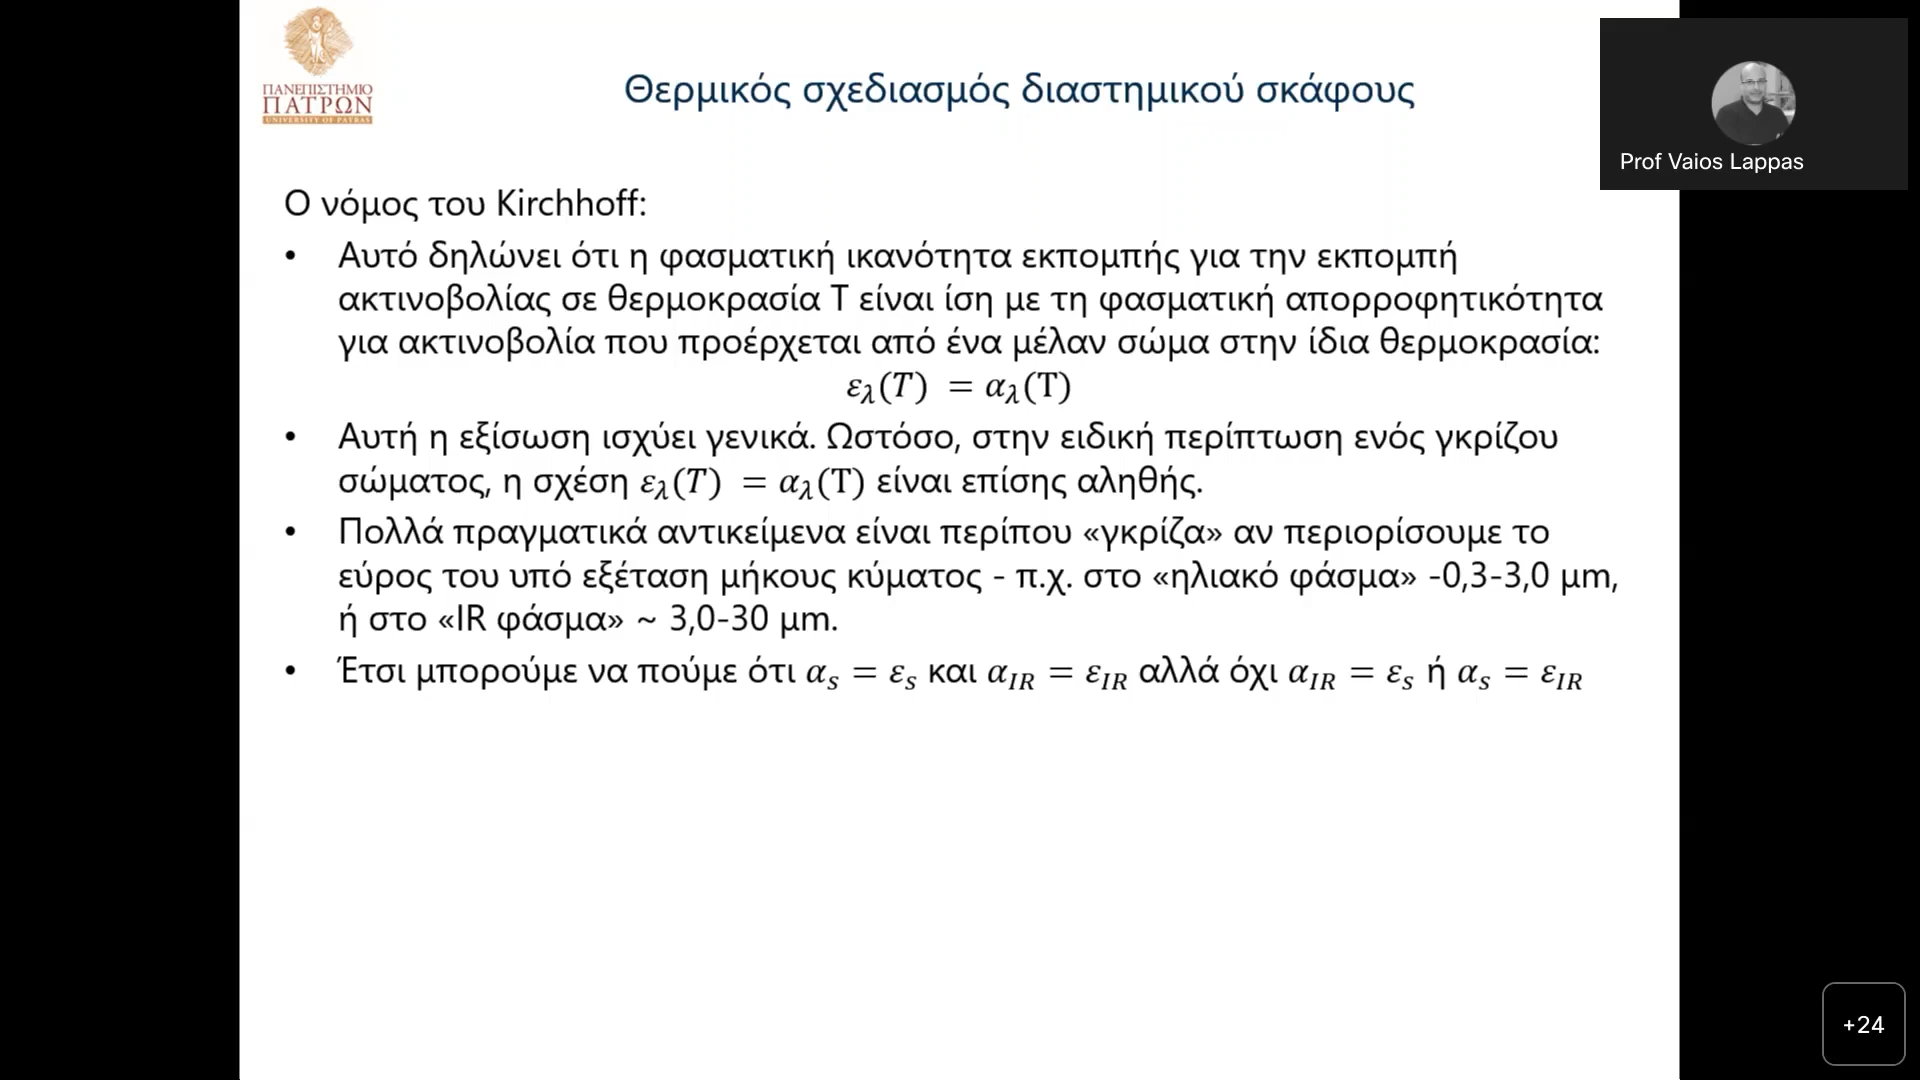 ΠΑΝΕΠΙΣΤΗΜΙΟ
ΠΑΤΡΩΝ
UNIVERSITY OF PATRAS
Θερμικός σχεδιασμός διαστημικού σκάφους
Prof Vaios Lappas
Ο νόμος του Kirchhoff:
• Αυτό δηλώνει ότι η φασματική ικανότητα εκπομπής για την εκπομπή
ακτινοβολίας σε θερμοκρασία Τ είναι ίση με τη φασματική απορροφητικότητα
για ακτινοβολία που προέρχεται από ένα μέλαν σώμα στην ίδια θερμοκρασία:
ε_λ(T) = α_λ(T)
• Αυτή η εξίσωση ισχύει γενικά. Ωστόσο, στην ειδική περίπτωση ενός γκρίζου
σώματος, η σχέση ε_λ(T) = α_λ(T) είναι επίσης αληθής.
• Πολλά πραγματικά αντικείμενα είναι περίπου «γκρίζα» αν περιορίσουμε το
εύρος του υπό εξέταση μήκους κύματος - π.χ. στο «ηλιακό φάσμα» -0,3-3,0 μm,
ή στο «IR φάσμα» ~ 3,0-30 μm.
• Έτσι μπορούμε να πούμε ότι α_s = ε_s και α_IR = ε_IR αλλά όχι α_IR = ε_s ή α_s = ε_IR
+24